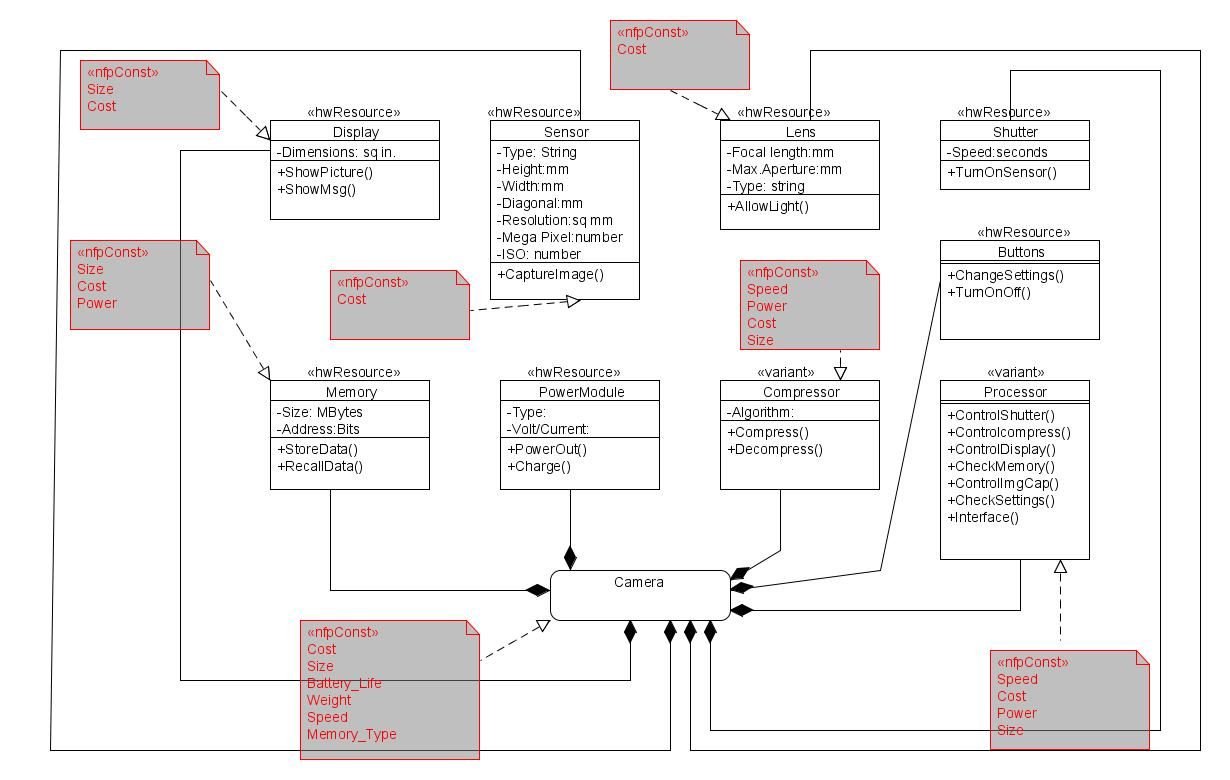 «nfpConst»
Cost
«nfpConst»
Size
Cost
«hwResource»
Display
-Dimensions: sq in.
+ShowPicture()
+ShowMsg()
«hwResource»
Sensor
-Type: String
-Height:mm
-Width:mm
-Diagonal:mm
-Resolution:sq mm
-Mega Pixel:number
-ISO: number
+CaptureImage()
«hwResource»
Lens
-Focal length:mm
-Max.Aperture:mm
-Type: string
+AllowLight()
«hwResource»
Shutter
-Speed:seconds
+TurnOnSensor()
«hwResource»
Buttons
+ChangeSettings()
+TurnOnOff()
«nfpConst»
Size
Cost
Power
«nfpConst»
Cost
«nfpConst»
Speed
Power
Cost
Size
«hwResource»
Memory
-Size: MBytes
-Address:Bits
+StoreData()
+RecallData()
«hwResource»
PowerModule
-Type:
-Volt/Current:
+PowerOut()
+Charge()
«variant»
Compressor
-Algorithm:
+Compress()
+Decompress()
«variant»
Processor
+ControlShutter()
+Controlcompress()
+ControlDisplay()
+CheckMemory()
+ControlImgCap()
+CheckSettings()
+Interface()
Camera
«nfpConst»
Cost
Size
Battery_Life
Weight
Speed
Memory_Type
«nfpConst»
Speed
Cost
Power
Size